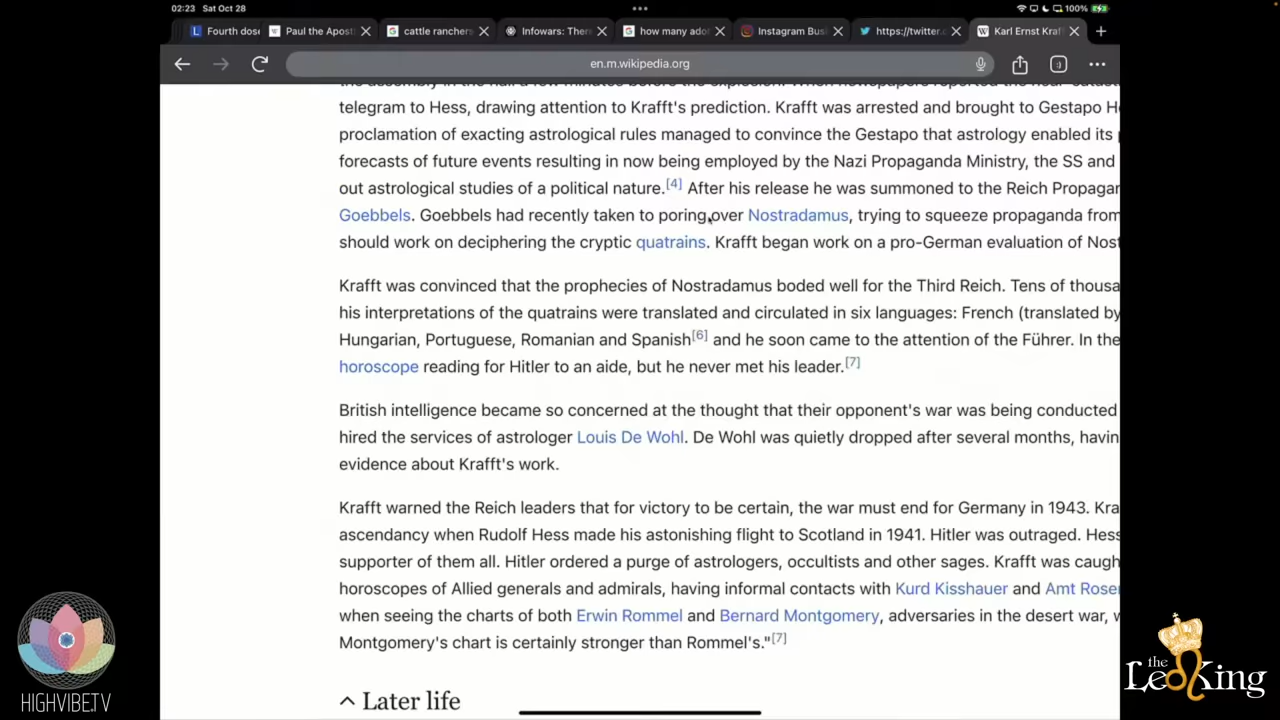 02:23 Sat Oct 28
100%
Fourth dose
Paul the Apost
cattle ranchers
Infowars: Ther
how many ado
Instagram Busi
https://twitter.c
Karl Ernst Kraf
en.m.wikipedia.org
telegram to Hess, drawing attention to Krafft's prediction. Krafft was arrested and brought to Gestapo H
proclamation of exacting astrological rules managed to convince the Gestapo that astrology enabled its
forecasts of future events resulting in now being employed by the Nazi Propaganda Ministry, the SS and
out astrological studies of a political nature.[4] After his release he was summoned to the Reich Propagan
Goebbels. Goebbels had recently taken to poring over Nostradamus, trying to squeeze propaganda from
should work on deciphering the cryptic quatrains. Krafft began work on a pro-German evaluation of Nost
Krafft was convinced that the prophecies of Nostradamus boded well for the Third Reich. Tens of thousa
his interpretations of the quatrains were translated and circulated in six languages: French (translated by
Hungarian, Portuguese, Romanian and Spanish[6] and he soon came to the attention of the Führer. In the
horoscope reading for Hitler to an aide, but he never met his leader.[7]
British intelligence became so concerned at the thought that their opponent's war was being conducted
hired the services of astrologer Louis De Wohl. De Wohl was quietly dropped after several months, havin
evidence about Krafft's work.
Krafft warned the Reich leaders that for victory to be certain, the war must end for Germany in 1943. Kra
ascendancy when Rudolf Hess made his astonishing flight to Scotland in 1941. Hitler was outraged. Hess
supporter of them all. Hitler ordered a purge of astrologers, occultists and other sages. Krafft was caugh
horoscopes of Allied generals and admirals, having informal contacts with Kurd Kisshauer and Amt Rosen
when seeing the charts of both Erwin Rommel and Bernard Montgomery, adversaries in the desert war, w
Montgomery's chart is certainly stronger than Rommel's."[7]
Later life
HIGHVIBE.TV
the Leo King